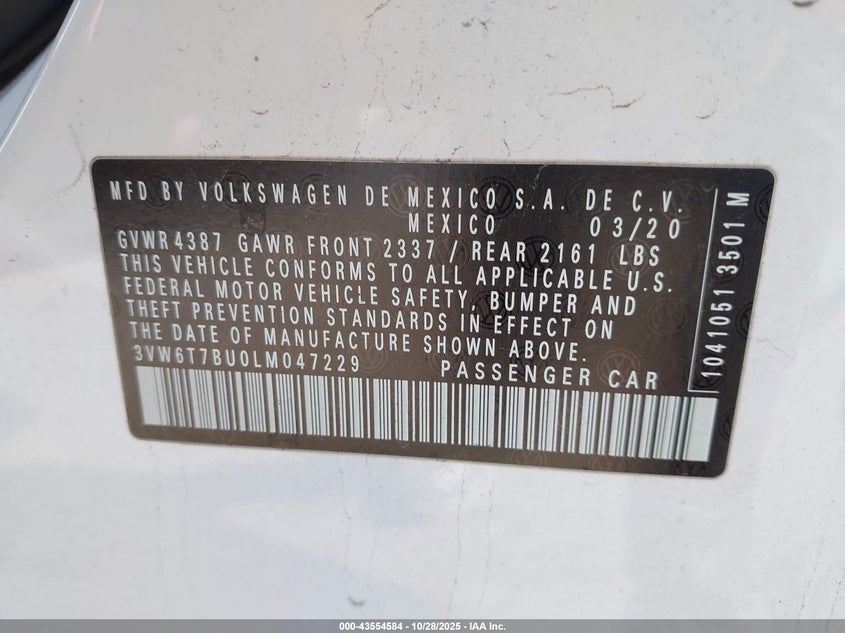 MFD BY VOLKSWAGEN DE MEXICO S.A. DE C.V.
MEXICO 03/20
GVWR 4387 GAWR FRONT 2337 / REAR 2161 LBS
THIS VEHICLE CONFORMS TO ALL APPLICABLE U.S.
FEDERAL MOTOR VEHICLE SAFETY, BUMPER AND
THEFT PREVENTION STANDARDS IN EFFECT ON
THE DATE OF MANUFACTURE SHOWN ABOVE.
3VW6T7BU0LM047229 PASSENGER CAR
1041051 3501 M
000-43554584 | 10/28/2025 - IAA Inc.